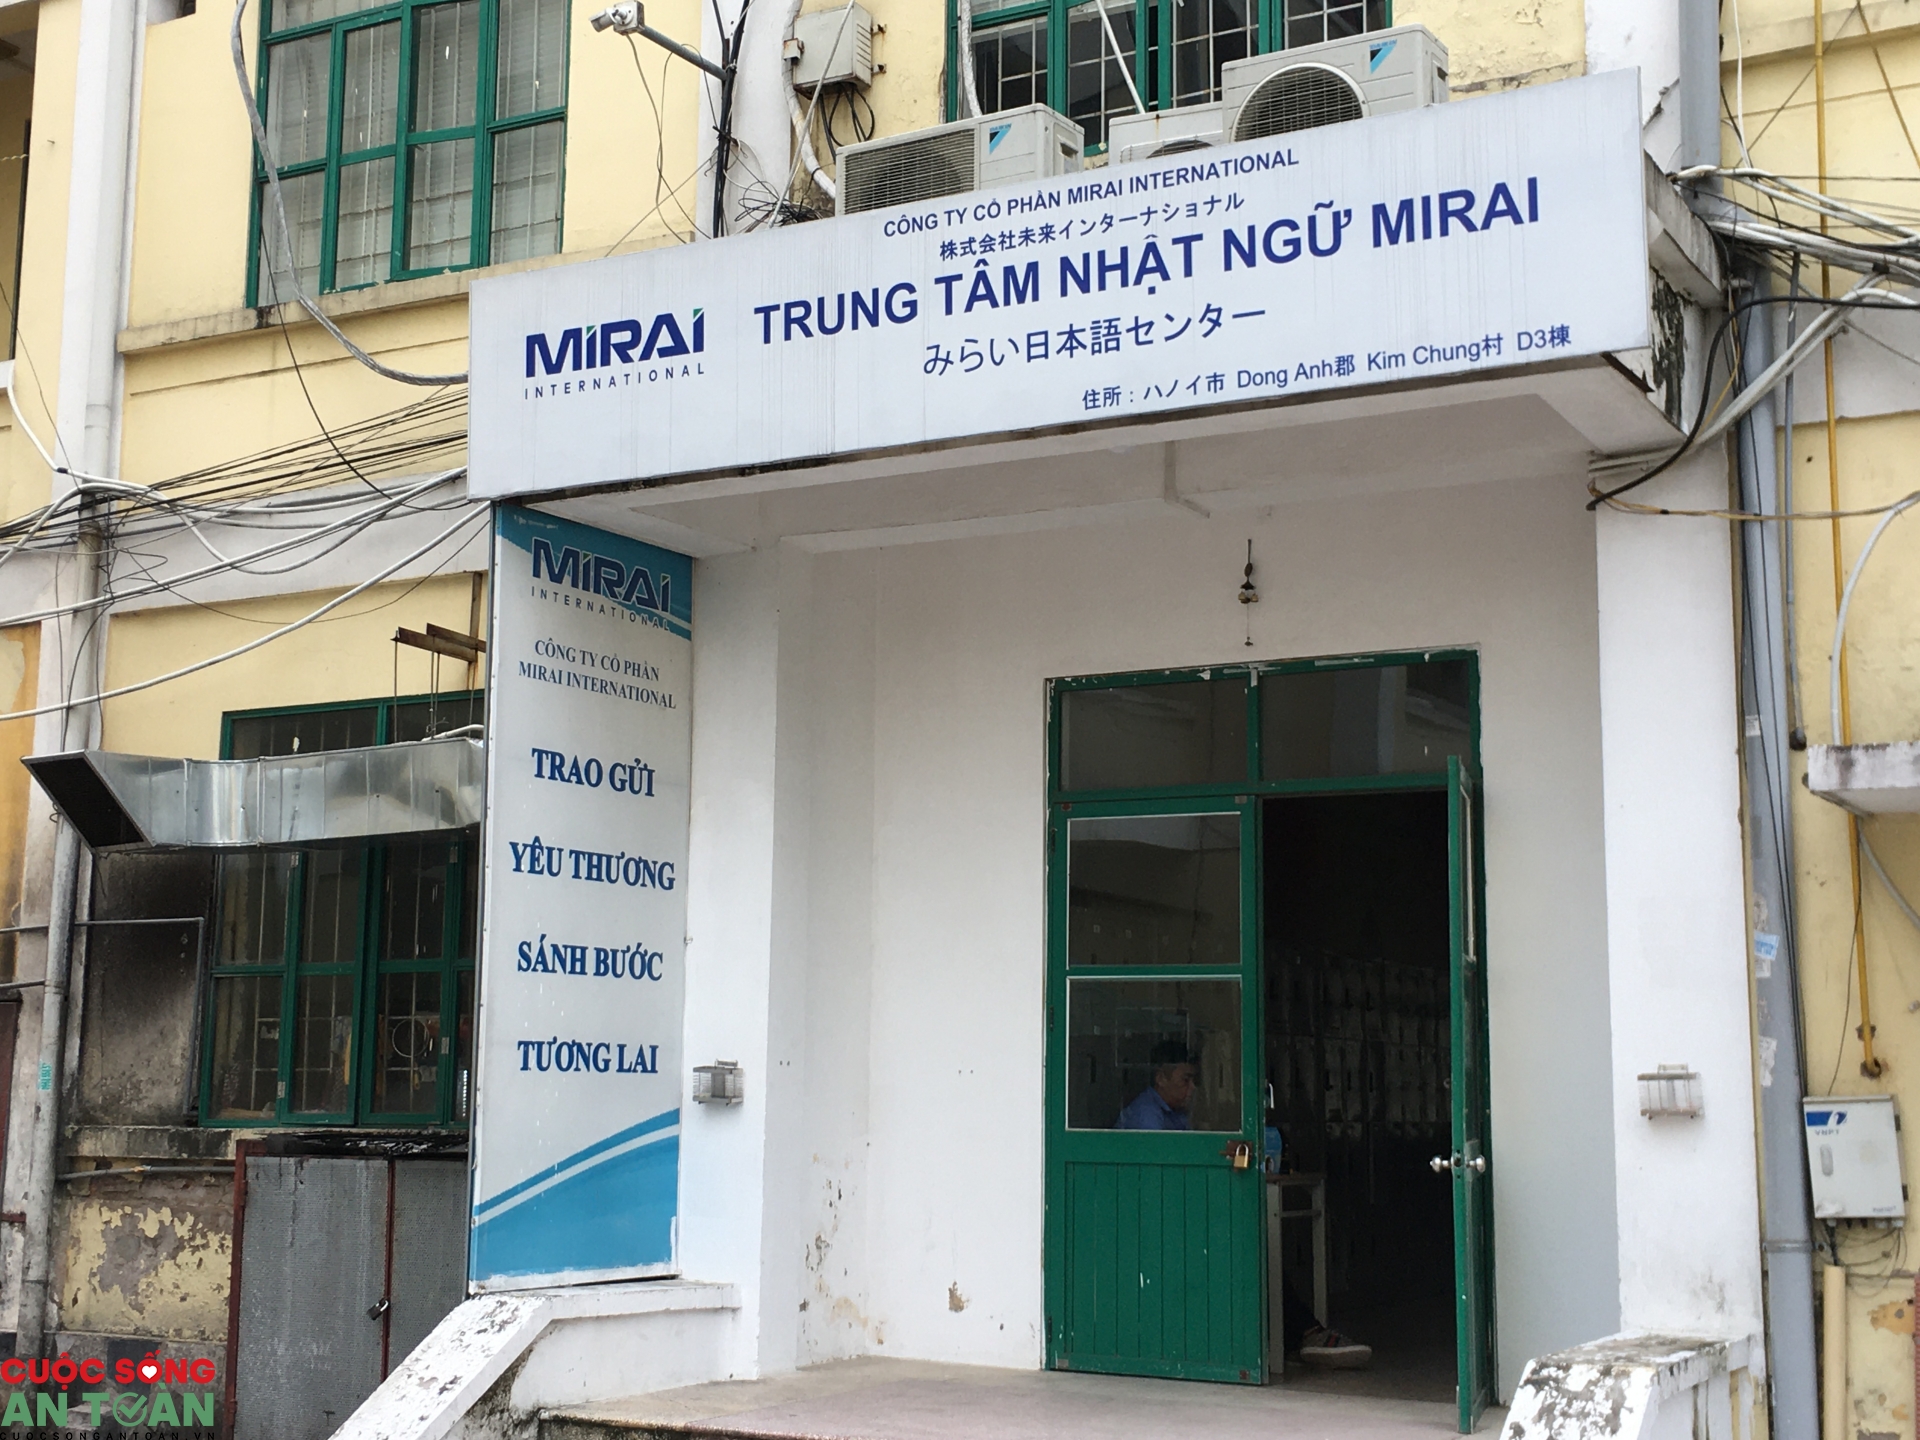 CÔNG TY CỔ PHẦN MIRAI INTERNATIONAL
株式会社未来インターナショナル
MIRAI
INTERNATIONAL
TRUNG TÂM NHẬT NGỮ MIRAI
みらい日本語センター
住所：ハノイ市 Dong Anh郡 Kim Chung村 D3棟
MIRAI
INTERNATIONAL
CÔNG TY CỔ PHẦN
MIRAI INTERNATIONAL
TRAO GỬI
YÊU THƯƠNG
SÁNH BƯỚC
TƯƠNG LAI
VNPT
CUỘC SỐNG
AN TOÀN
CUOCSONGANTOAN.VN